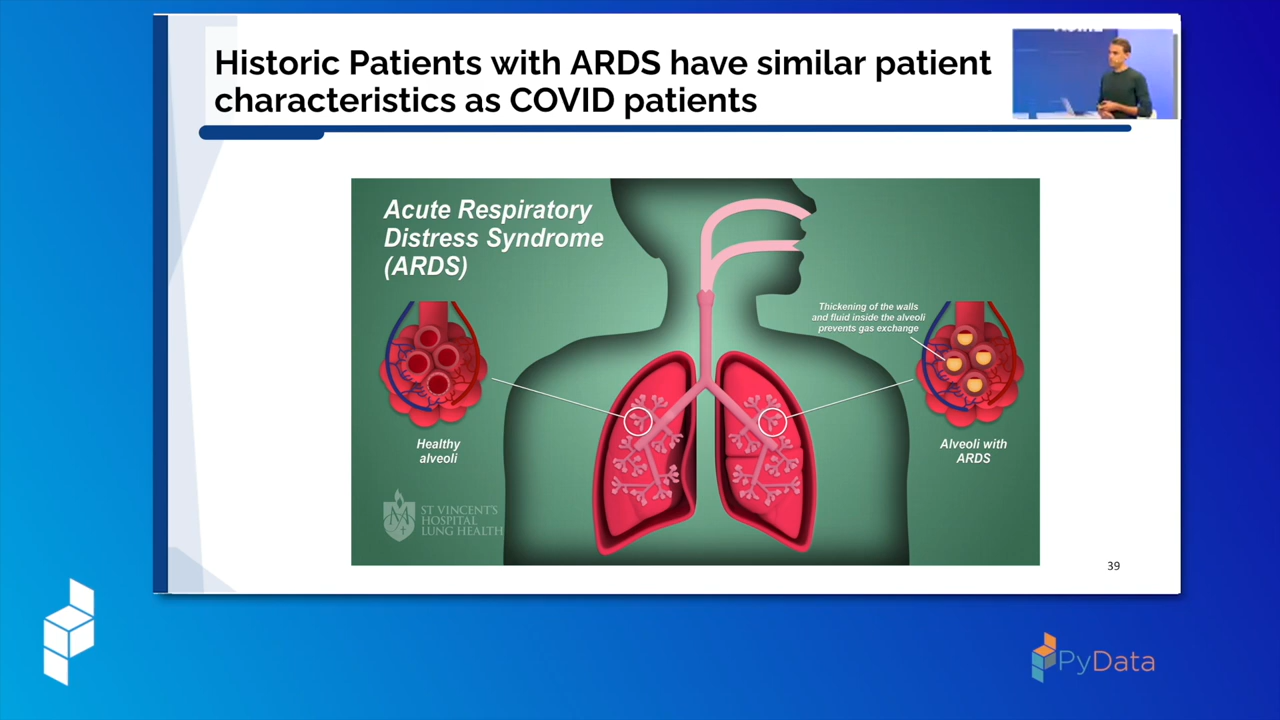 Historic Patients with ARDS have similar patient
characteristics as COVID patients
Acute Respiratory
Distress Syndrome
(ARDS)
Thickening of the walls
and fluid inside the alveoli
prevents gas exchange
Healthy
alveoli
Alveoli with
ARDS
ST VINCENT'S
HOSPITAL
LUNG HEALTH
39
PyData